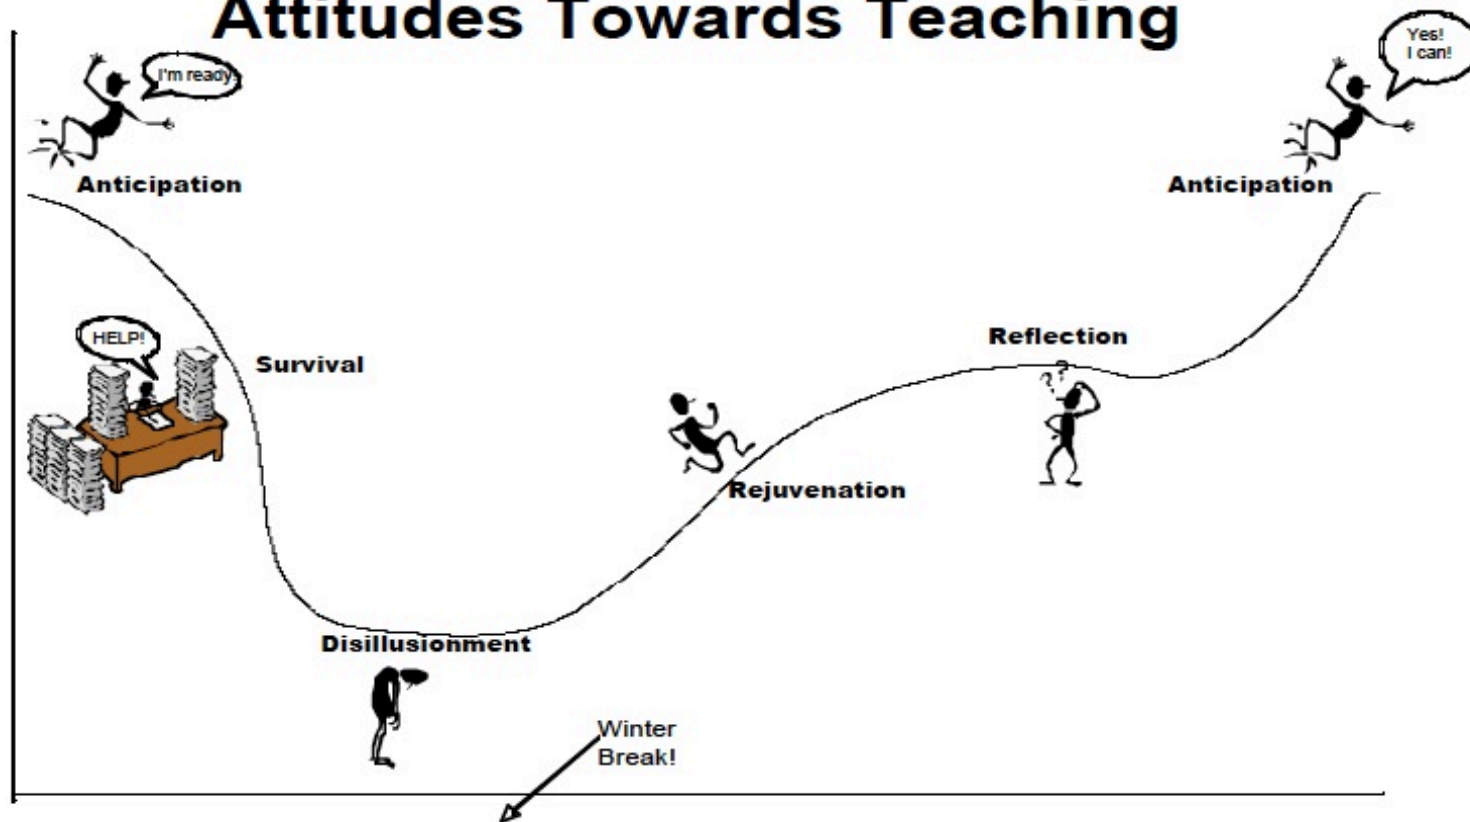 Attitudes Towards Teaching
I'm ready!
Yes!
I can!
Anticipation
Anticipation
HELP!
Survival
Reflection
? ?
Rejuvenation
Disillusionment
Winter
Break!